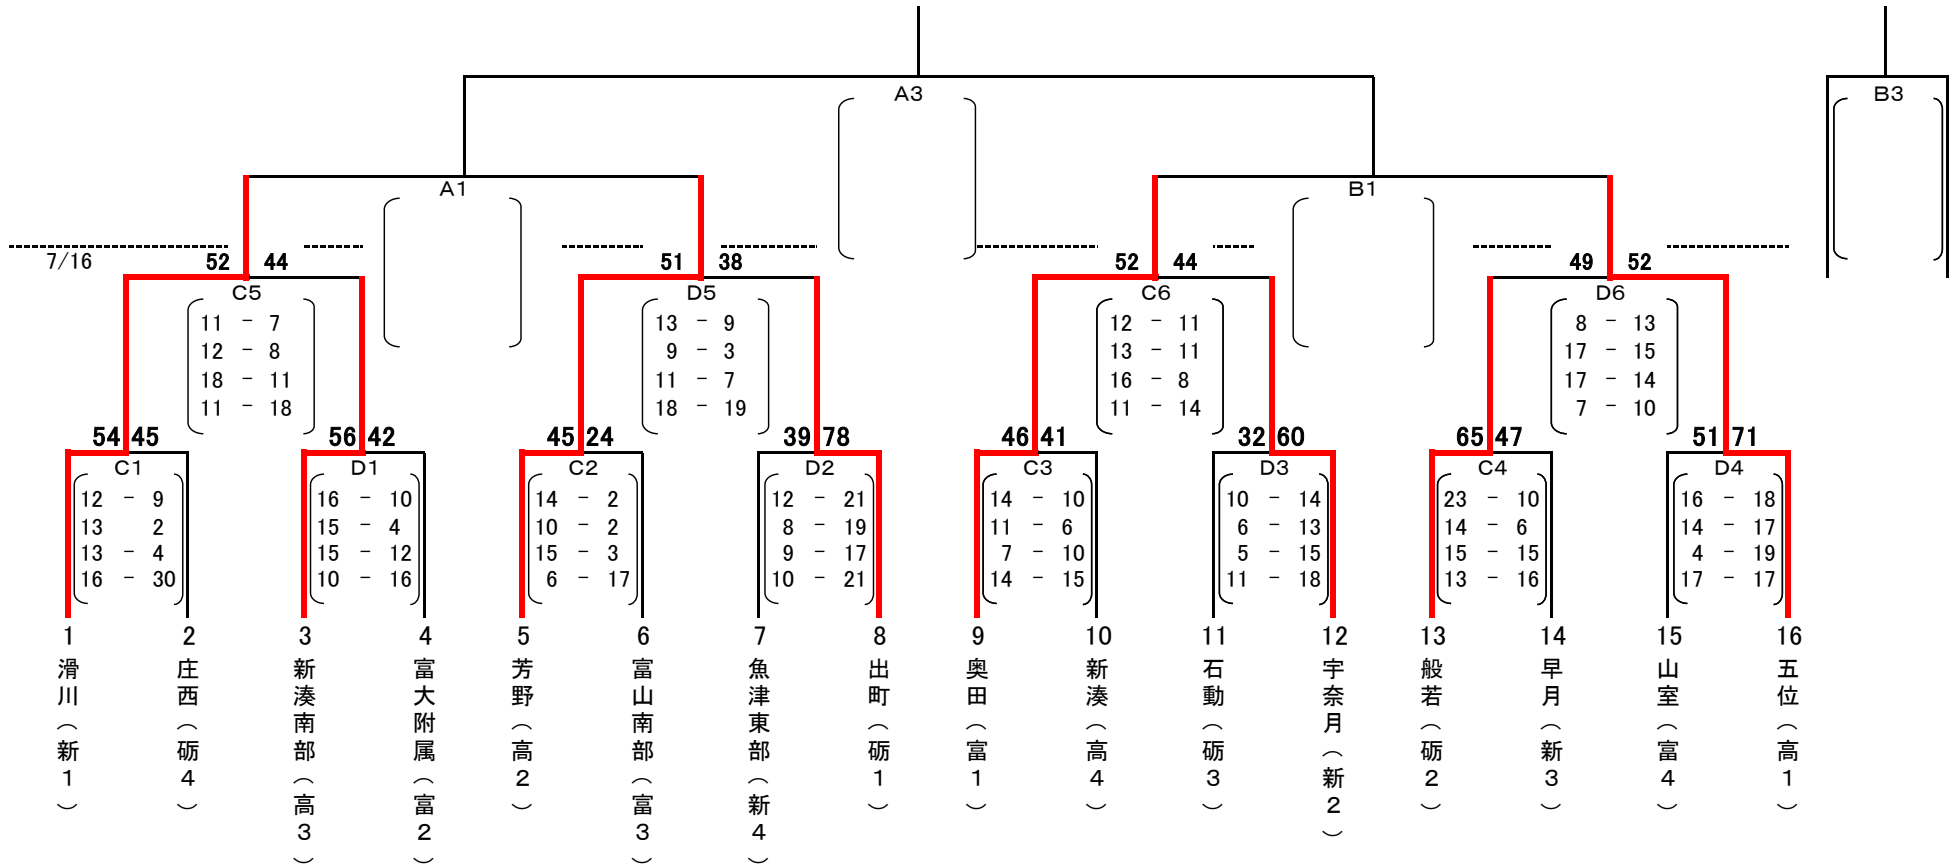 A3
B3
A1
B1
7/16
52 44
51 38
52 44
49 52
C5
D5
C6
D6
11 - 7
12 - 8
18 - 11
11 - 18
13 - 9
9 - 3
11 - 7
18 - 19
12 - 11
13 - 11
16 - 8
11 - 14
8 - 13
17 - 15
17 - 14
7 - 10
54 45
56 42
45 24
39 78
46 41
32 60
65 47
51 71
C1
D1
C2
D2
C3
D3
C4
D4
12 - 9
13 2
13 - 4
16 - 30
16 - 10
15 - 4
15 - 12
10 - 16
14 - 2
10 - 2
15 - 3
6 - 17
12 - 21
8 - 19
9 - 17
10 - 21
14 - 10
11 - 6
7 - 10
14 - 15
10 - 14
6 - 13
5 - 15
11 - 18
23 - 10
14 - 6
15 - 15
13 - 16
16 - 18
14 - 17
4 - 19
17 - 17
1
滑川(新1)
2
庄西(砺4)
3
新湊南部(高3)
4
富大附属(富2)
5
芳野(高2)
6
富山南部(富3)
7
魚津東部(新4)
8
出町(砺1)
9
奥田(富1)
10
新湊(高4)
11
石動(砺3)
12
宇奈月(新2)
13
般若(砺2)
14
早月(新3)
15
山室(富4)
16
五位(高1)